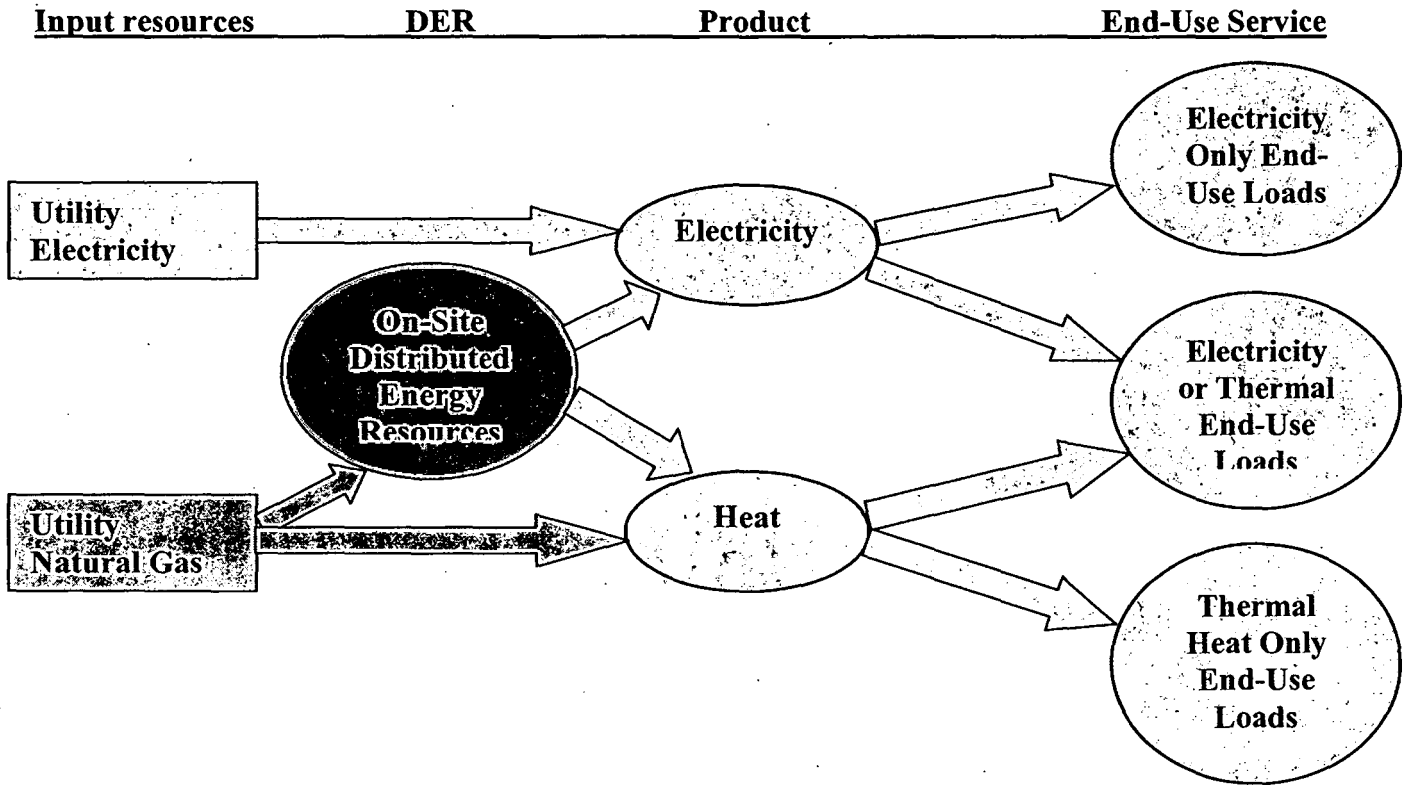 Input resources DER Product End-Use Service
Electricity
Only End-
Use Loads
Utility
Electricity
Electricity
On-Site
Distributed
Energy
Resources
Electricity
or Thermal
End-Use
Loads
Utility
Natural Gas
Heat
Thermal
Heat Only
End-Use
Loads